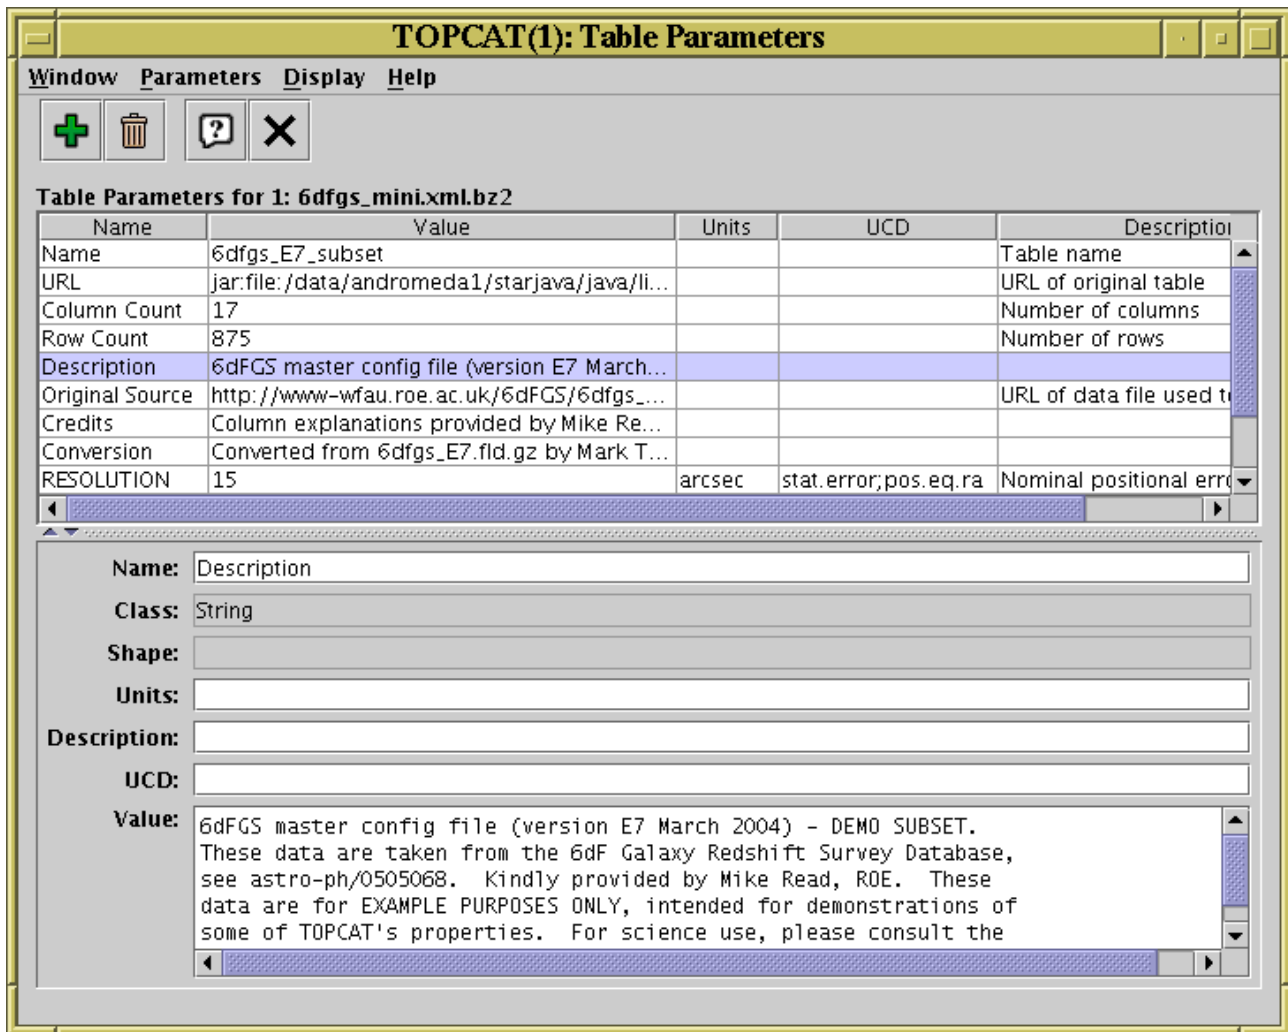 TOPCAT(1): Table Parameters
Window Parameters Display Help
Table Parameters for 1: 6dfgs_mini.xml.bz2
Name Value Units UCD Descriptio
Name 6dfgs_E7_subset Table name
URL jar:file:/data/andromeda1/starjava/java/li... URL of original table
Column Count 17 Number of columns
Row Count 875 Number of rows
Description 6dFGS master config file (version E7 March...
Original Source http://www-wfau.roe.ac.uk/6dFGS/6dfgs_... URL of data file used t
Credits Column explanations provided by Mike Re...
Conversion Converted from 6dfgs_E7.fld.gz by Mark T...
RESOLUTION 15 arcsec stat.error;pos.eq.ra Nominal positional erro
Name: Description
Class: String
Shape:
Units:
Description:
UCD:
Value: 6dFGS master config file (version E7 March 2004) - DEMO SUBSET.
These data are taken from the 6dF Galaxy Redshift Survey Database,
see astro-ph/0505068. Kindly provided by Mike Read, ROE. These
data are for EXAMPLE PURPOSES ONLY, intended for demonstrations of
some of TOPCAT's properties. For science use, please consult the